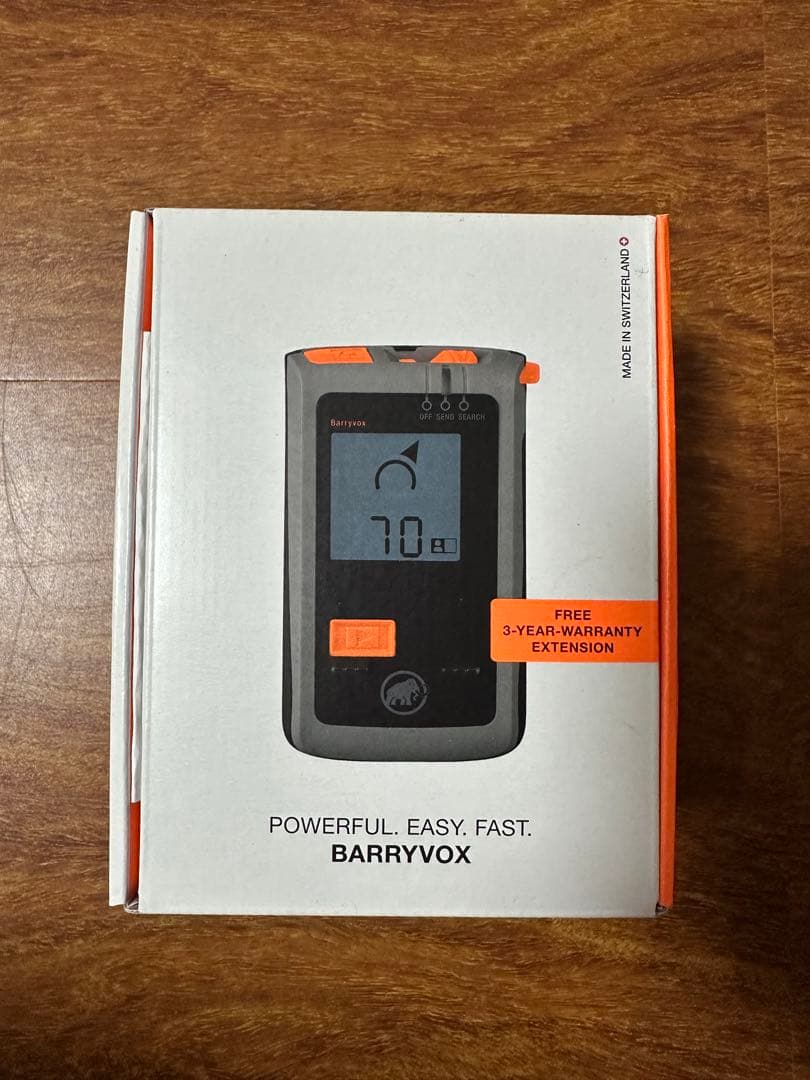 MADE IN SWITZERLAND
OFF SEND SEARCH
Barryvox
70
FREE
3-YEAR-WARRANTY
EXTENSION
POWERFUL. EASY. FAST.
BARRYVOX